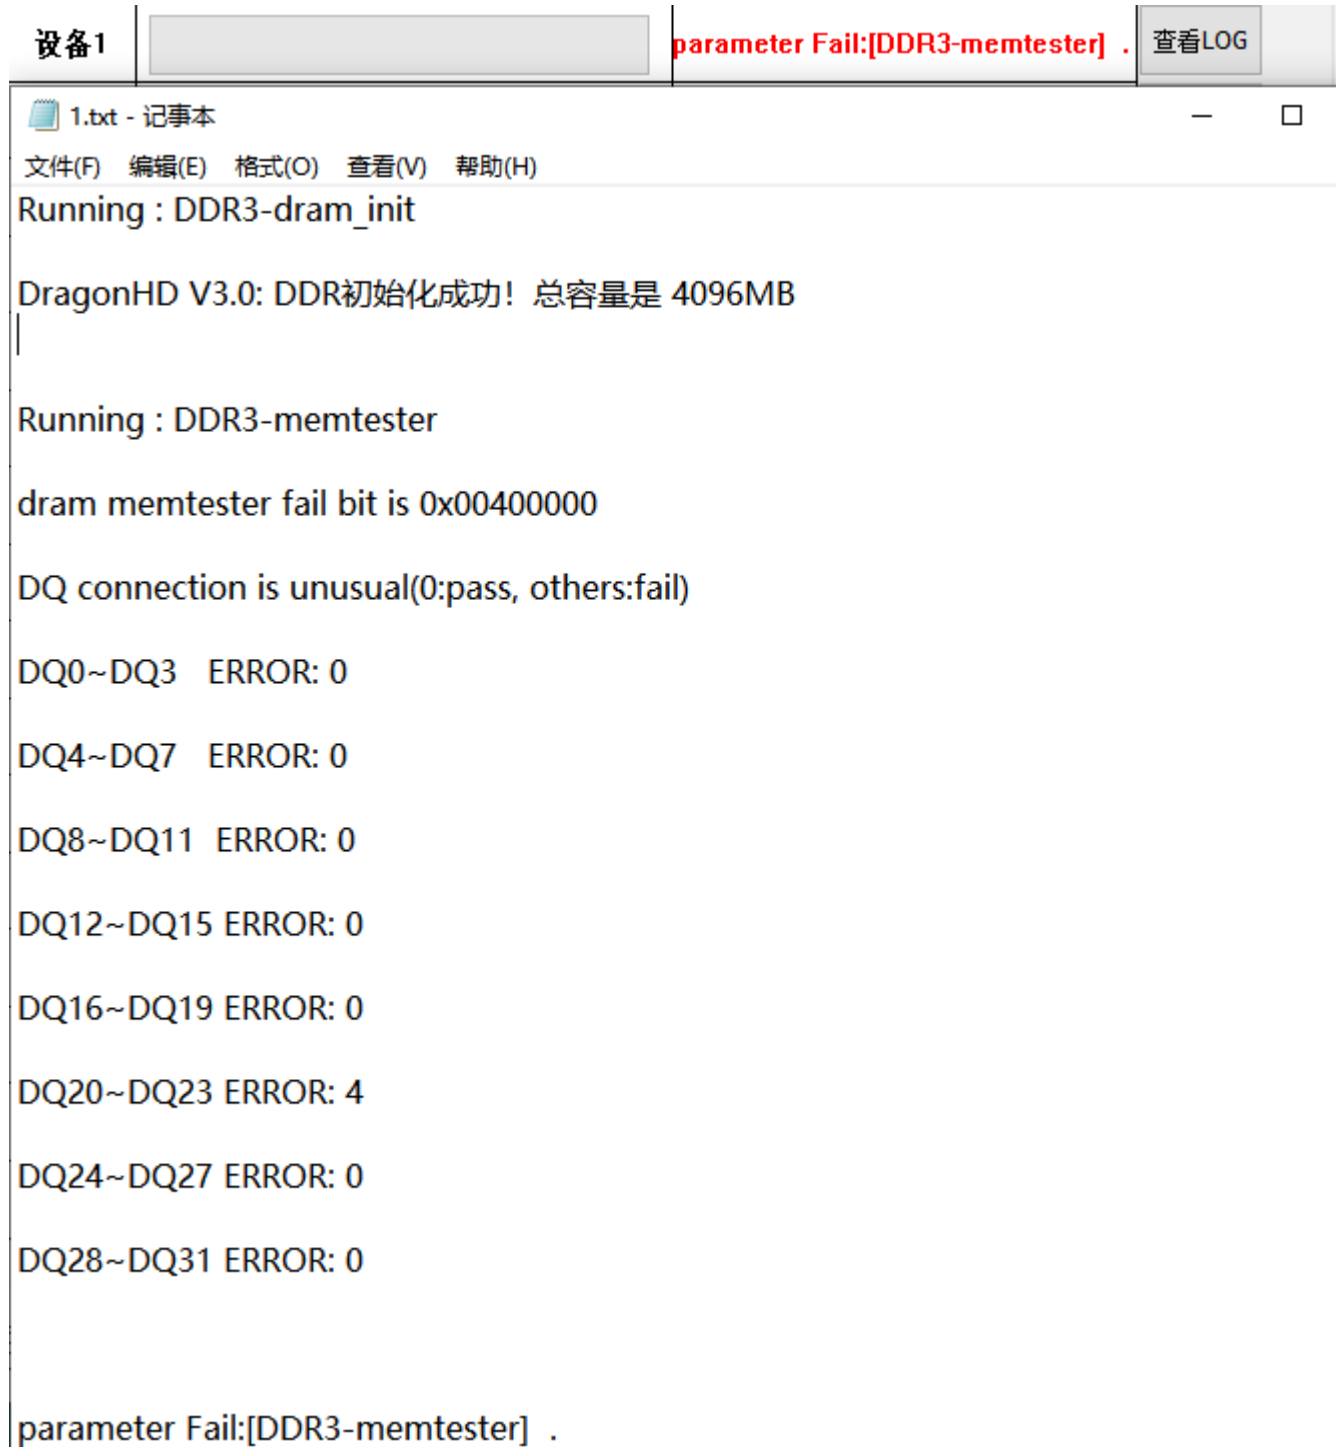 设备1
parameter Fail:[DDR3-memtester] .
查看LOG
1.txt - 记事本
文件(F) 编辑(E) 格式(O) 查看(V) 帮助(H)
Running : DDR3-dram_init
DragonHD V3.0: DDR初始化成功！总容量是 4096MB
Running : DDR3-memtester
dram memtester fail bit is 0x00400000
DQ connection is unusual(0:pass, others:fail)
DQ0~DQ3 ERROR: 0
DQ4~DQ7 ERROR: 0
DQ8~DQ11 ERROR: 0
DQ12~DQ15 ERROR: 0
DQ16~DQ19 ERROR: 0
DQ20~DQ23 ERROR: 4
DQ24~DQ27 ERROR: 0
DQ28~DQ31 ERROR: 0
parameter Fail:[DDR3-memtester] .